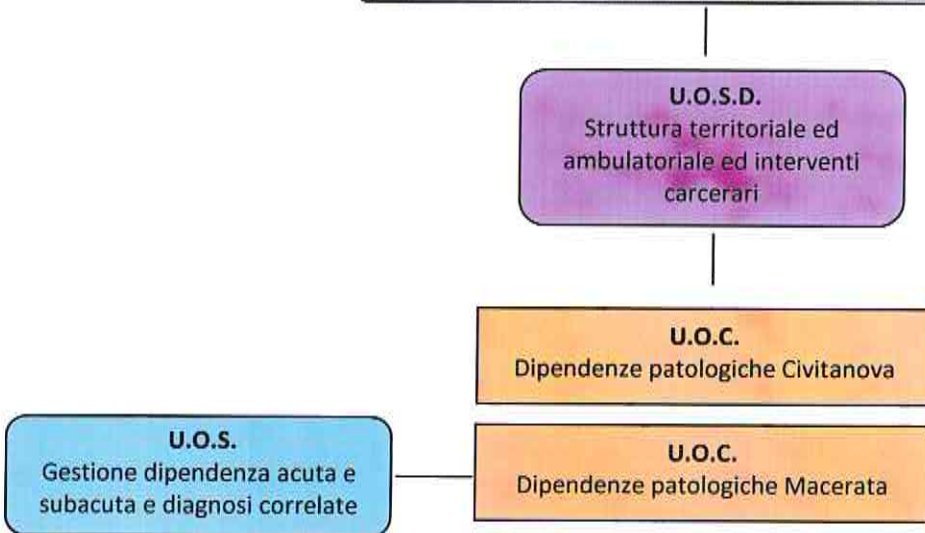 U.O.S.D.
Struttura territoriale ed
ambulatoriale ed interventi
carcerari
U.O.C.
Dipendenze patologiche Civitanova
U.O.S.
Gestione dipendenza acuta e
subacuta e diagnosi correlate
U.O.C.
Dipendenze patologiche Macerata